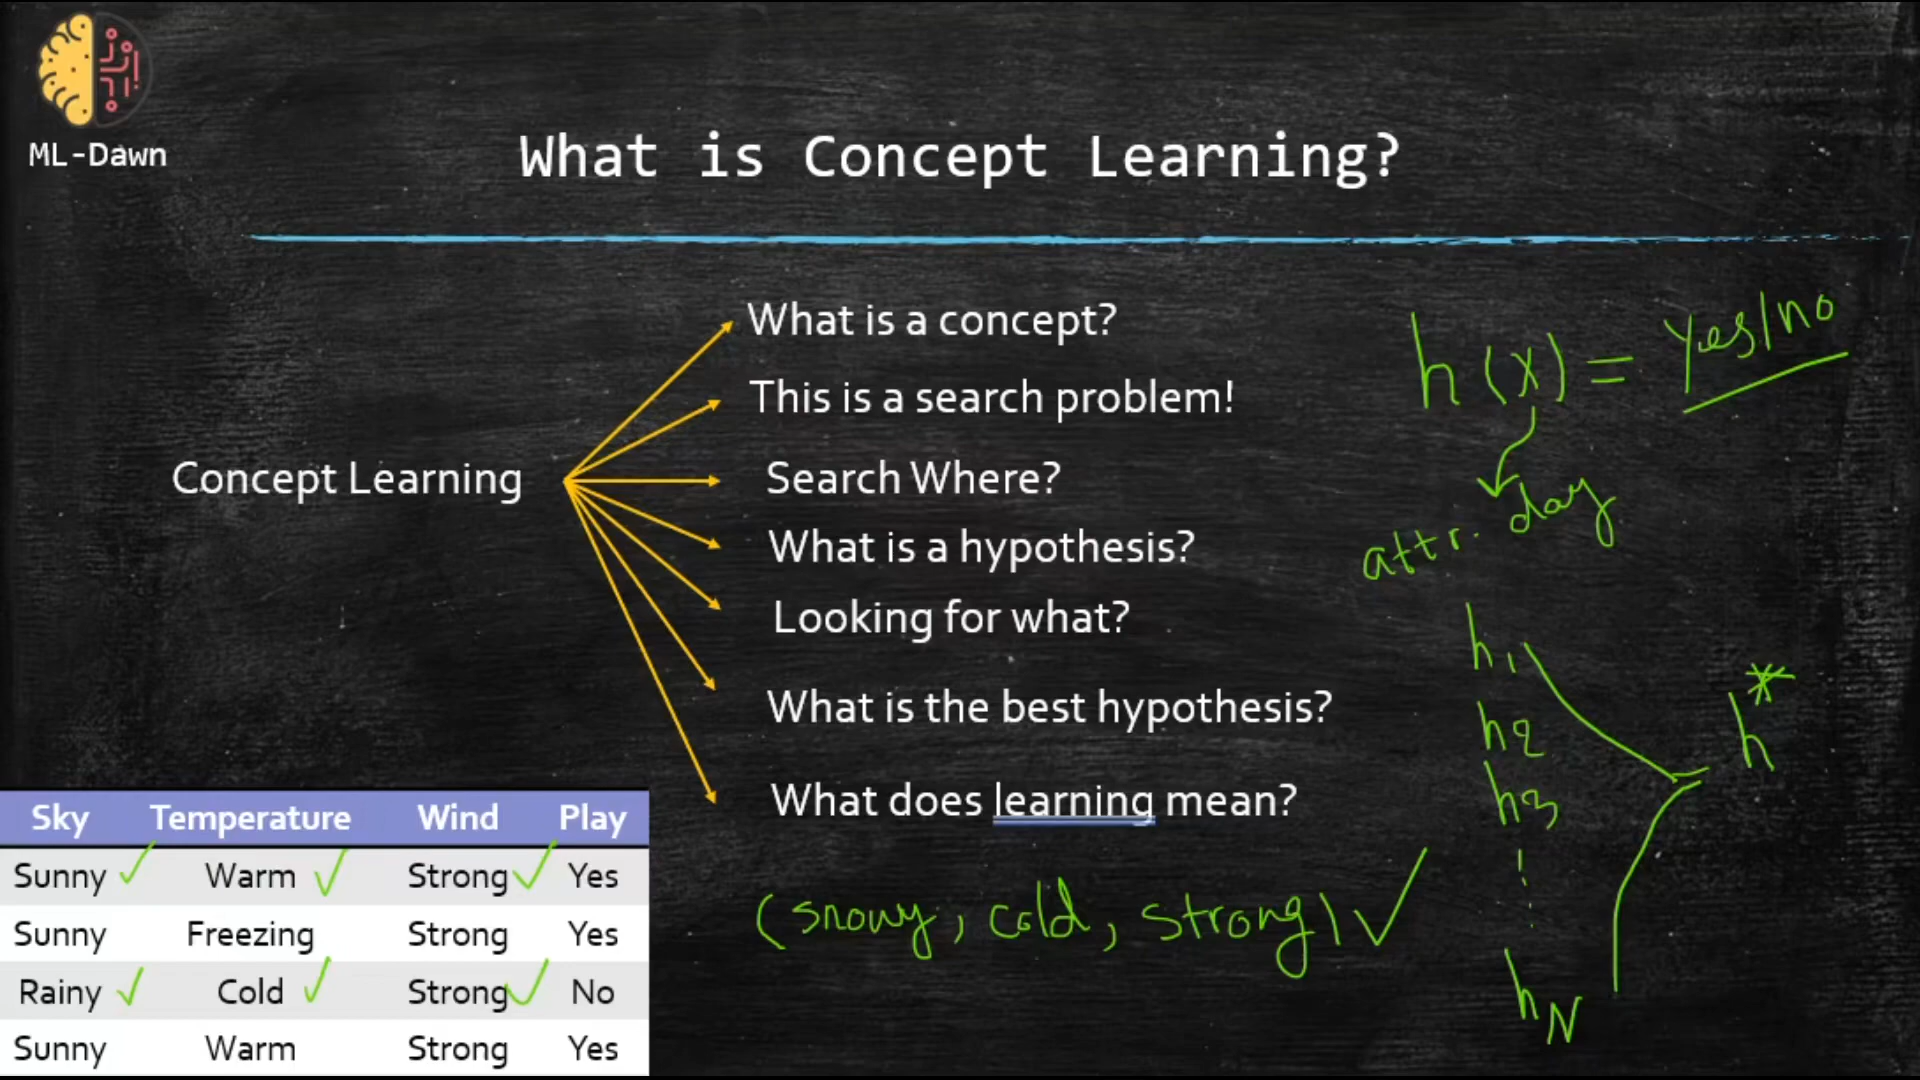 ML-Dawn
What is Concept Learning?
Concept Learning
What is a concept?
This is a search problem!
Search Where?
What is a hypothesis?
Looking for what?
What is the best hypothesis?
What does learning mean?
h(x) = Yes/no
attr. day
h1
h2
h3
hN
h*
(snowy, cold, strong)
Sky Temperature Wind Play
Sunny Warm Strong Yes
Sunny Freezing Strong Yes
Rainy Cold Strong No
Sunny Warm Strong Yes